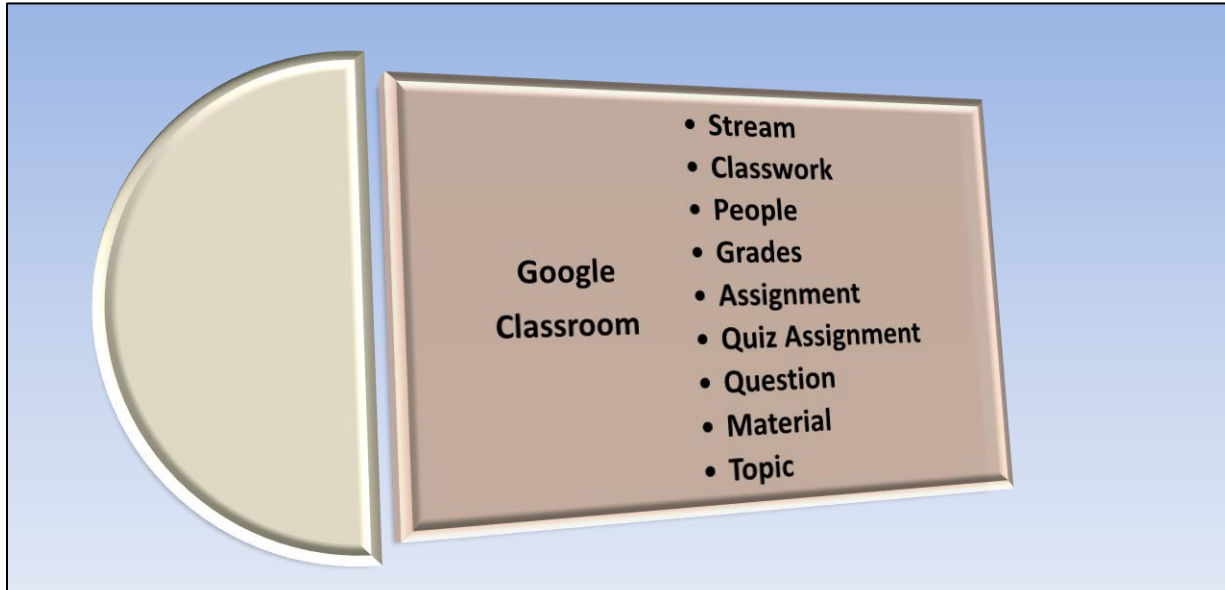 Google
Classroom
• Stream
• Classwork
• People
• Grades
• Assignment
• Quiz Assignment
• Question
• Material
• Topic